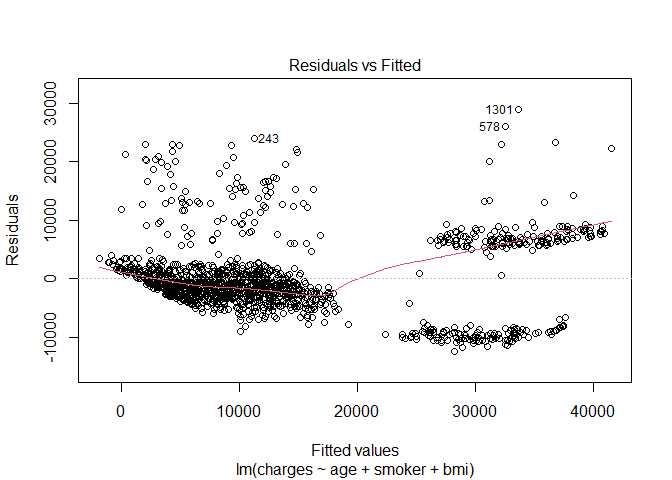 Residuals vs Fitted
Residuals
30000
20000
10000
0
-10000
1301
578
243
0 10000 20000 30000 40000
Fitted values
lm(charges ~ age + smoker + bmi)